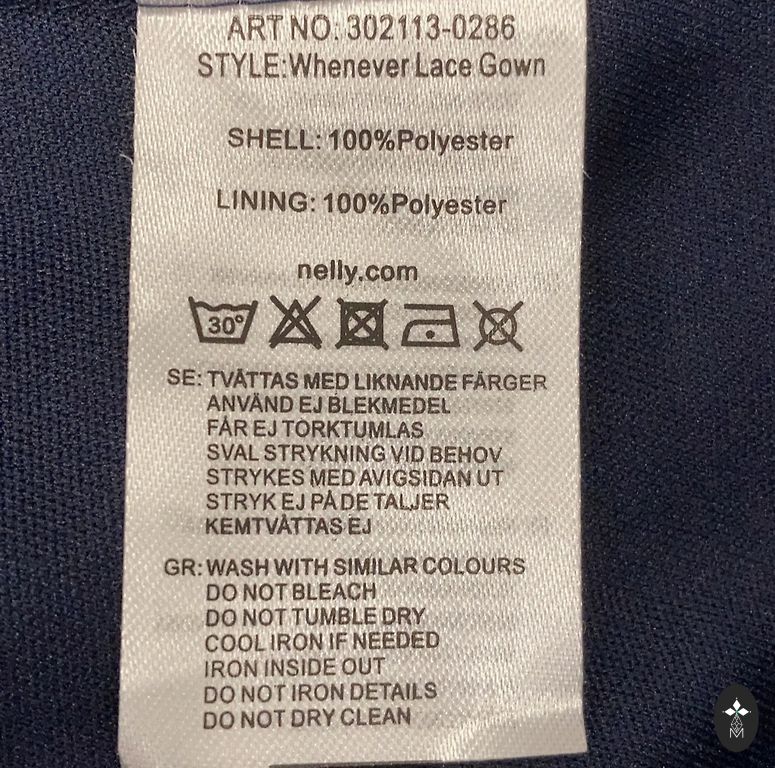 ART NO: 302113-0286
STYLE:Whenever Lace Gown
SHELL: 100%Polyester
LINING: 100%Polyester
nelly.com
30°
SE: TVÄTTAS MED LIKNANDE FÄRGER
ANVÄND EJ BLEKMEDEL
FÅR EJ TORKTUMLAS
SVAL STRYKNING VID BEHOV
STRYKES MED AVIGSIDAN UT
STRYK EJ PÅ DE TALJER
KEMTVÄTTAS EJ
GR: WASH WITH SIMILAR COLOURS
DO NOT BLEACH
DO NOT TUMBLE DRY
COOL IRON IF NEEDED
IRON INSIDE OUT
DO NOT IRON DETAILS
DO NOT DRY CLEAN
M